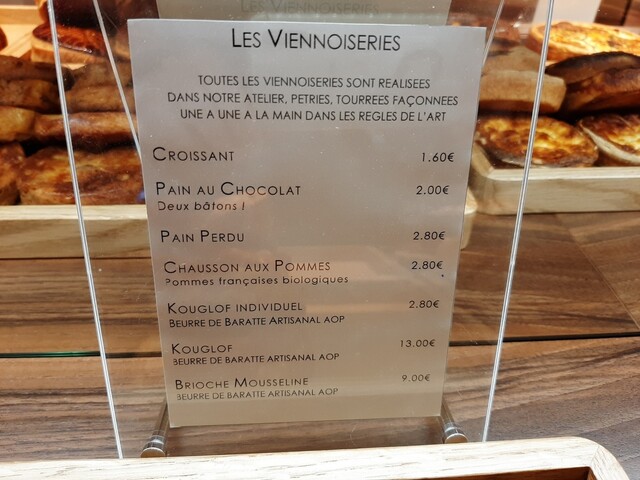 LES VIENNOISERIES
LES VIENNOISERIES
TOUTES LES VIENNOISERIES SONT REALISEES
DANS NOTRE ATELIER, PETRIES, TOURREES FAÇONNEES
UNE A UNE A LA MAIN DANS LES REGLES DE L'ART
CROISSANT 1.60€
PAIN AU CHOCOLAT 2.00€
Deux bâtons !
PAIN PERDU 2.80€
CHAUSSON AUX POMMES 2.80€
Pommes françaises biologiques
KOUGLOF INDIVIDUEL 2.80€
BEURRE DE BARATTE ARTISANAL AOP
KOUGLOF 13.00€
BEURRE DE BARATTE ARTISANAL AOP
BRIOCHE MOUSSELINE 9.00€
BEURRE DE BARATTE ARTISANAL AOP